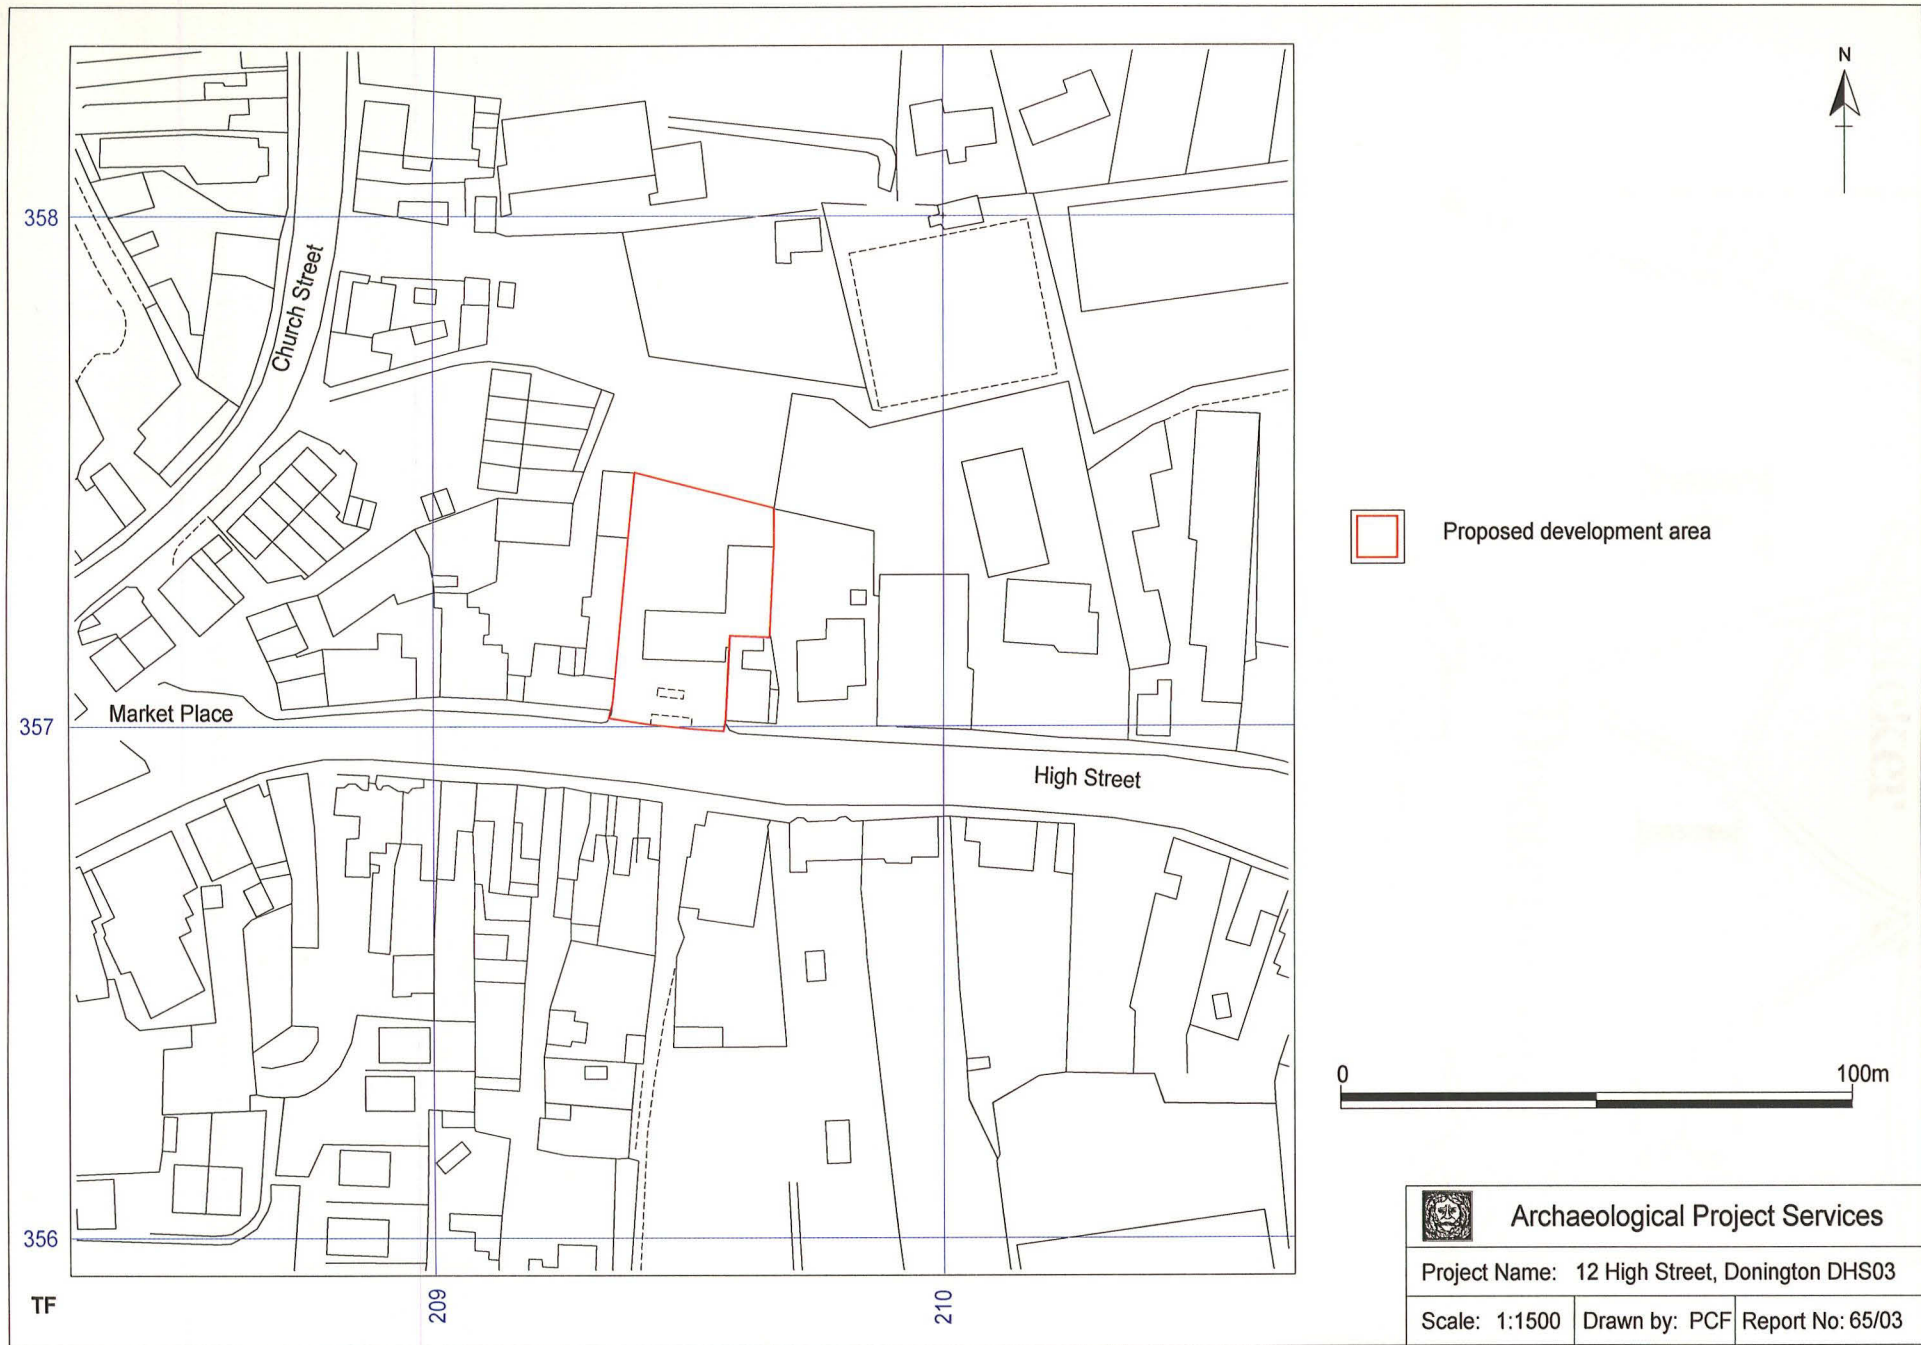 N
358
Church Street
Proposed development area
Market Place
357
High Street
0 100m
356
TF
209
210
Archaeological Project Services
Project Name: 12 High Street, Donington DHS03
Scale: 1:1500
Drawn by: PCF
Report No: 65/03